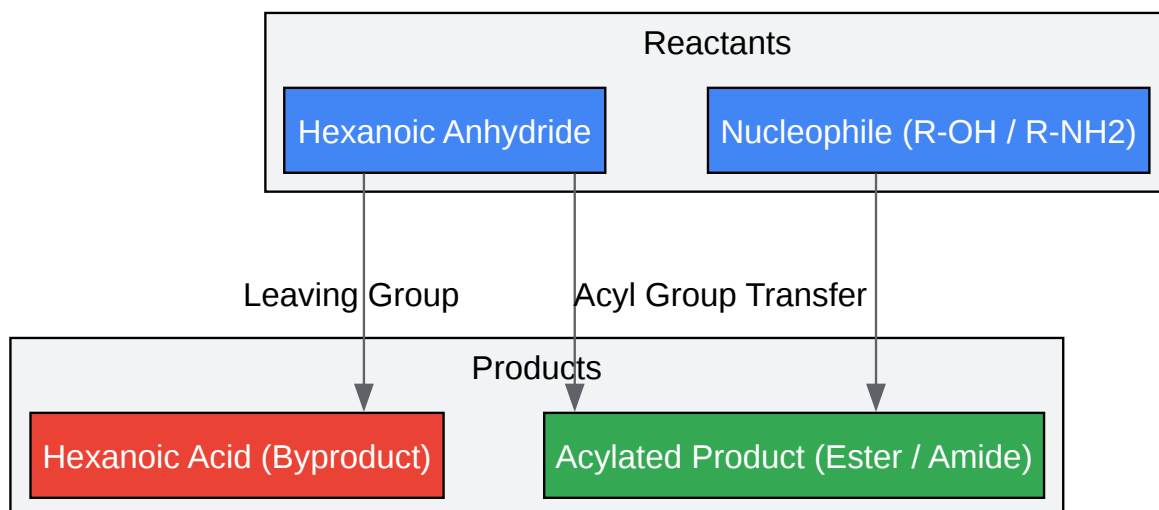 Reactants
Hexanoic Anhydride
Nucleophile (R-OH / R-NH2)
Leaving Group
Acyl Group Transfer
Products
Hexanoic Acid (Byproduct)
Acylated Product (Ester / Amide)